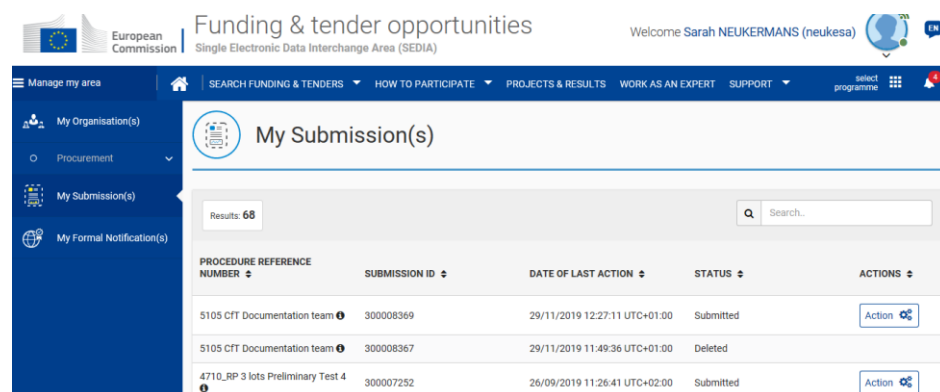 European
Commission
Funding & tender opportunities
Single Electronic Data Interchange Area (SEDIA)
Welcome Sarah NEUKERMANS (neukesa)
EN
Manage my area
SEARCH FUNDING & TENDERS
HOW TO PARTICIPATE
PROJECTS & RESULTS
WORK AS AN EXPERT
SUPPORT
select
programme
4
My Organisation(s)
Procurement
My Submission(s)
My Formal Notification(s)
My Submission(s)
Results: 68
Search..
PROCEDURE REFERENCE
NUMBER
SUBMISSION ID
DATE OF LAST ACTION
STATUS
ACTIONS
5105 CfT Documentation team 300008369 29/11/2019 12:27:11 UTC+01:00 Submitted Action
5105 CfT Documentation team 300008367 29/11/2019 11:49:36 UTC+01:00 Deleted
4710_RP 3 lots Preliminary Test 4 300007252 26/09/2019 11:26:41 UTC+02:00 Submitted Action